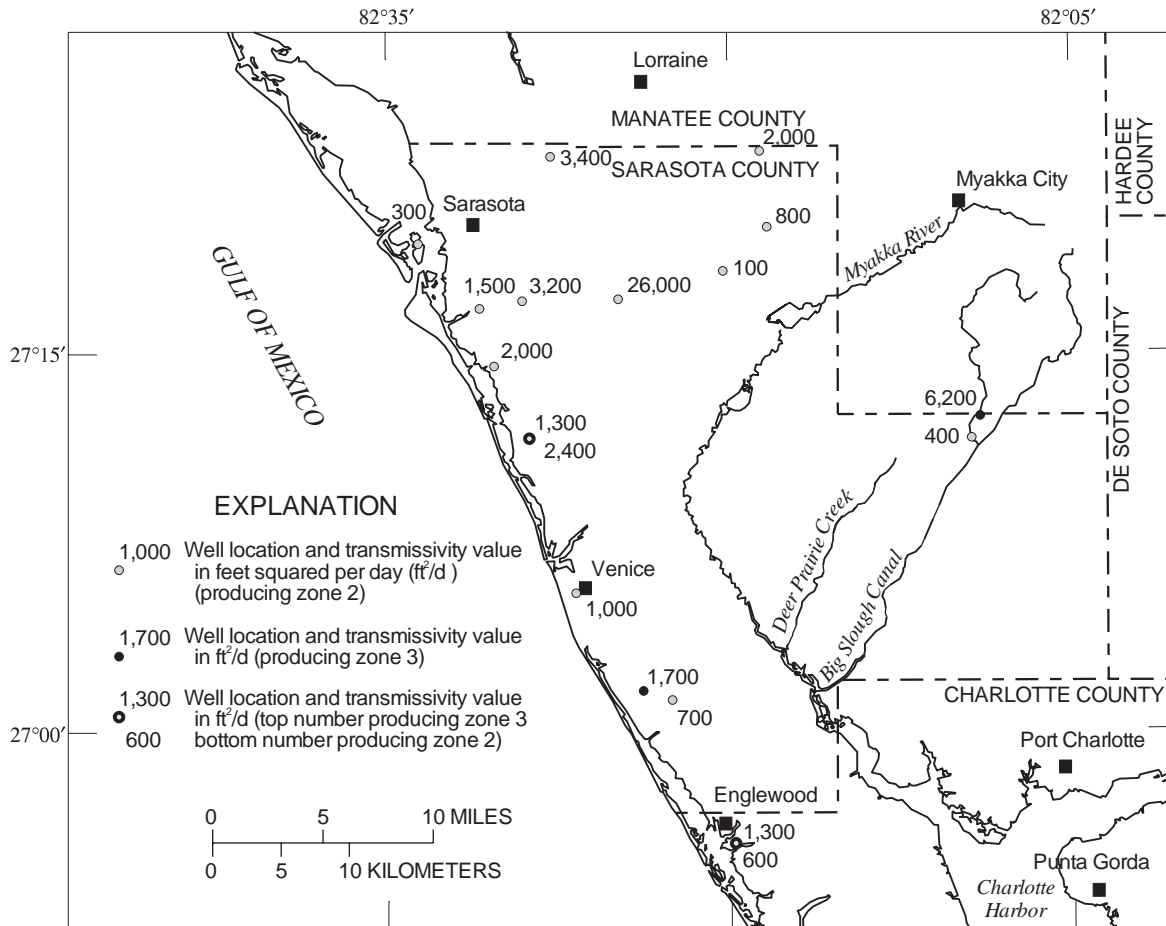 82°35′
82°05′
Lorraine
MANATEE COUNTY
2,000
3,400
SARASOTA COUNTY
HARDEE
COUNTY
Myakka City
Sarasota
300
800
Myakka River
100
GULF OF MEXICO
1,500
3,200
26,000
27°15′
2,000
DE SOTO COUNTY
6,200
400
1,300
2,400
Deer Prairie Creek
Big Slough Canal
EXPLANATION
1,000 Well location and transmissivity value
in feet squared per day (ft²/d )
(producing zone 2)
1,700 Well location and transmissivity value
in ft²/d (producing zone 3)
1,300 Well location and transmissivity value
in ft²/d (top number producing zone 3
600 bottom number producing zone 2)
Venice
1,000
1,700
700
CHARLOTTE COUNTY
27°00′
Port Charlotte
Englewood
1,300
600
0 5 10 MILES
0 5 10 KILOMETERS
Punta Gorda
Charlotte
Harbor